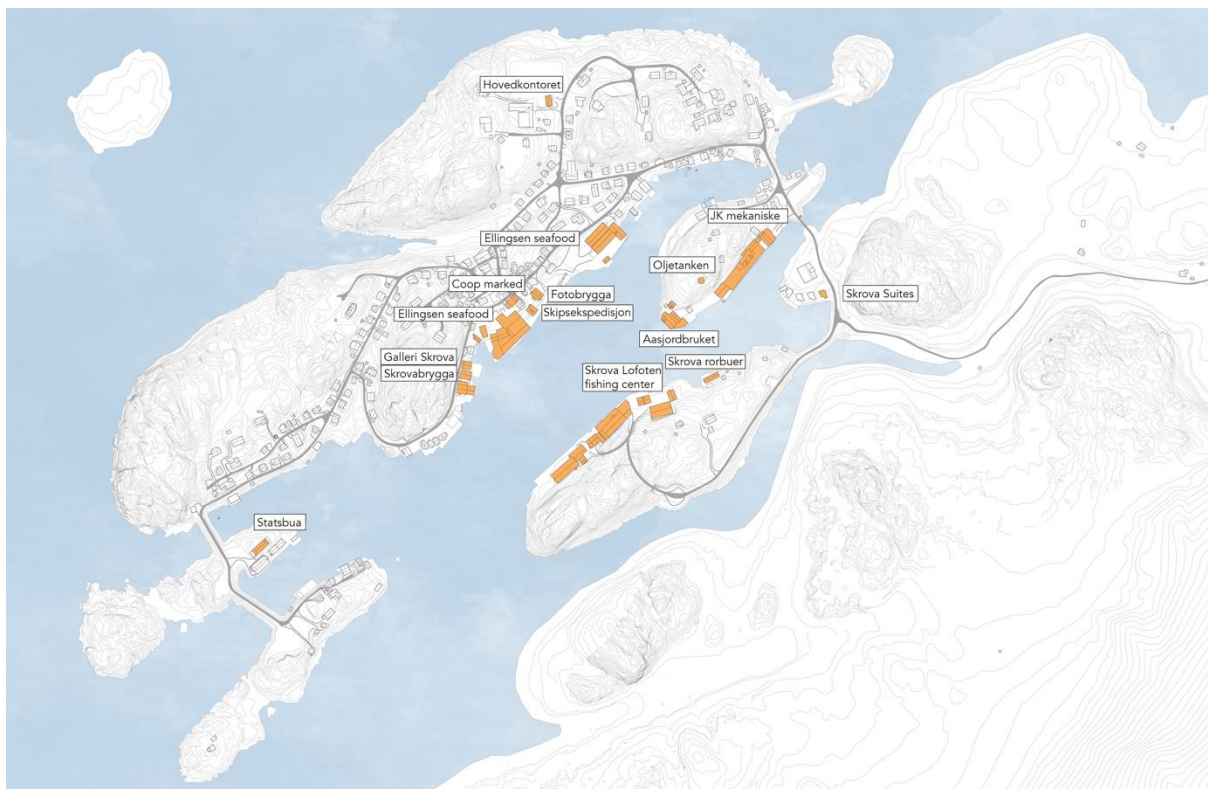 Hovedkontoret
JK mekaniske
Ellingsen seafood
Oljetanken
Coop marked
Fotobrygga
Skova Suites
Ellingsen seafood
Skipsekspedisjon
Aasjordbruket
Galleri Skrova
Skrovabrygga
Skrova rorbuer
Skrova Lofoten
fishing center
Statsbua